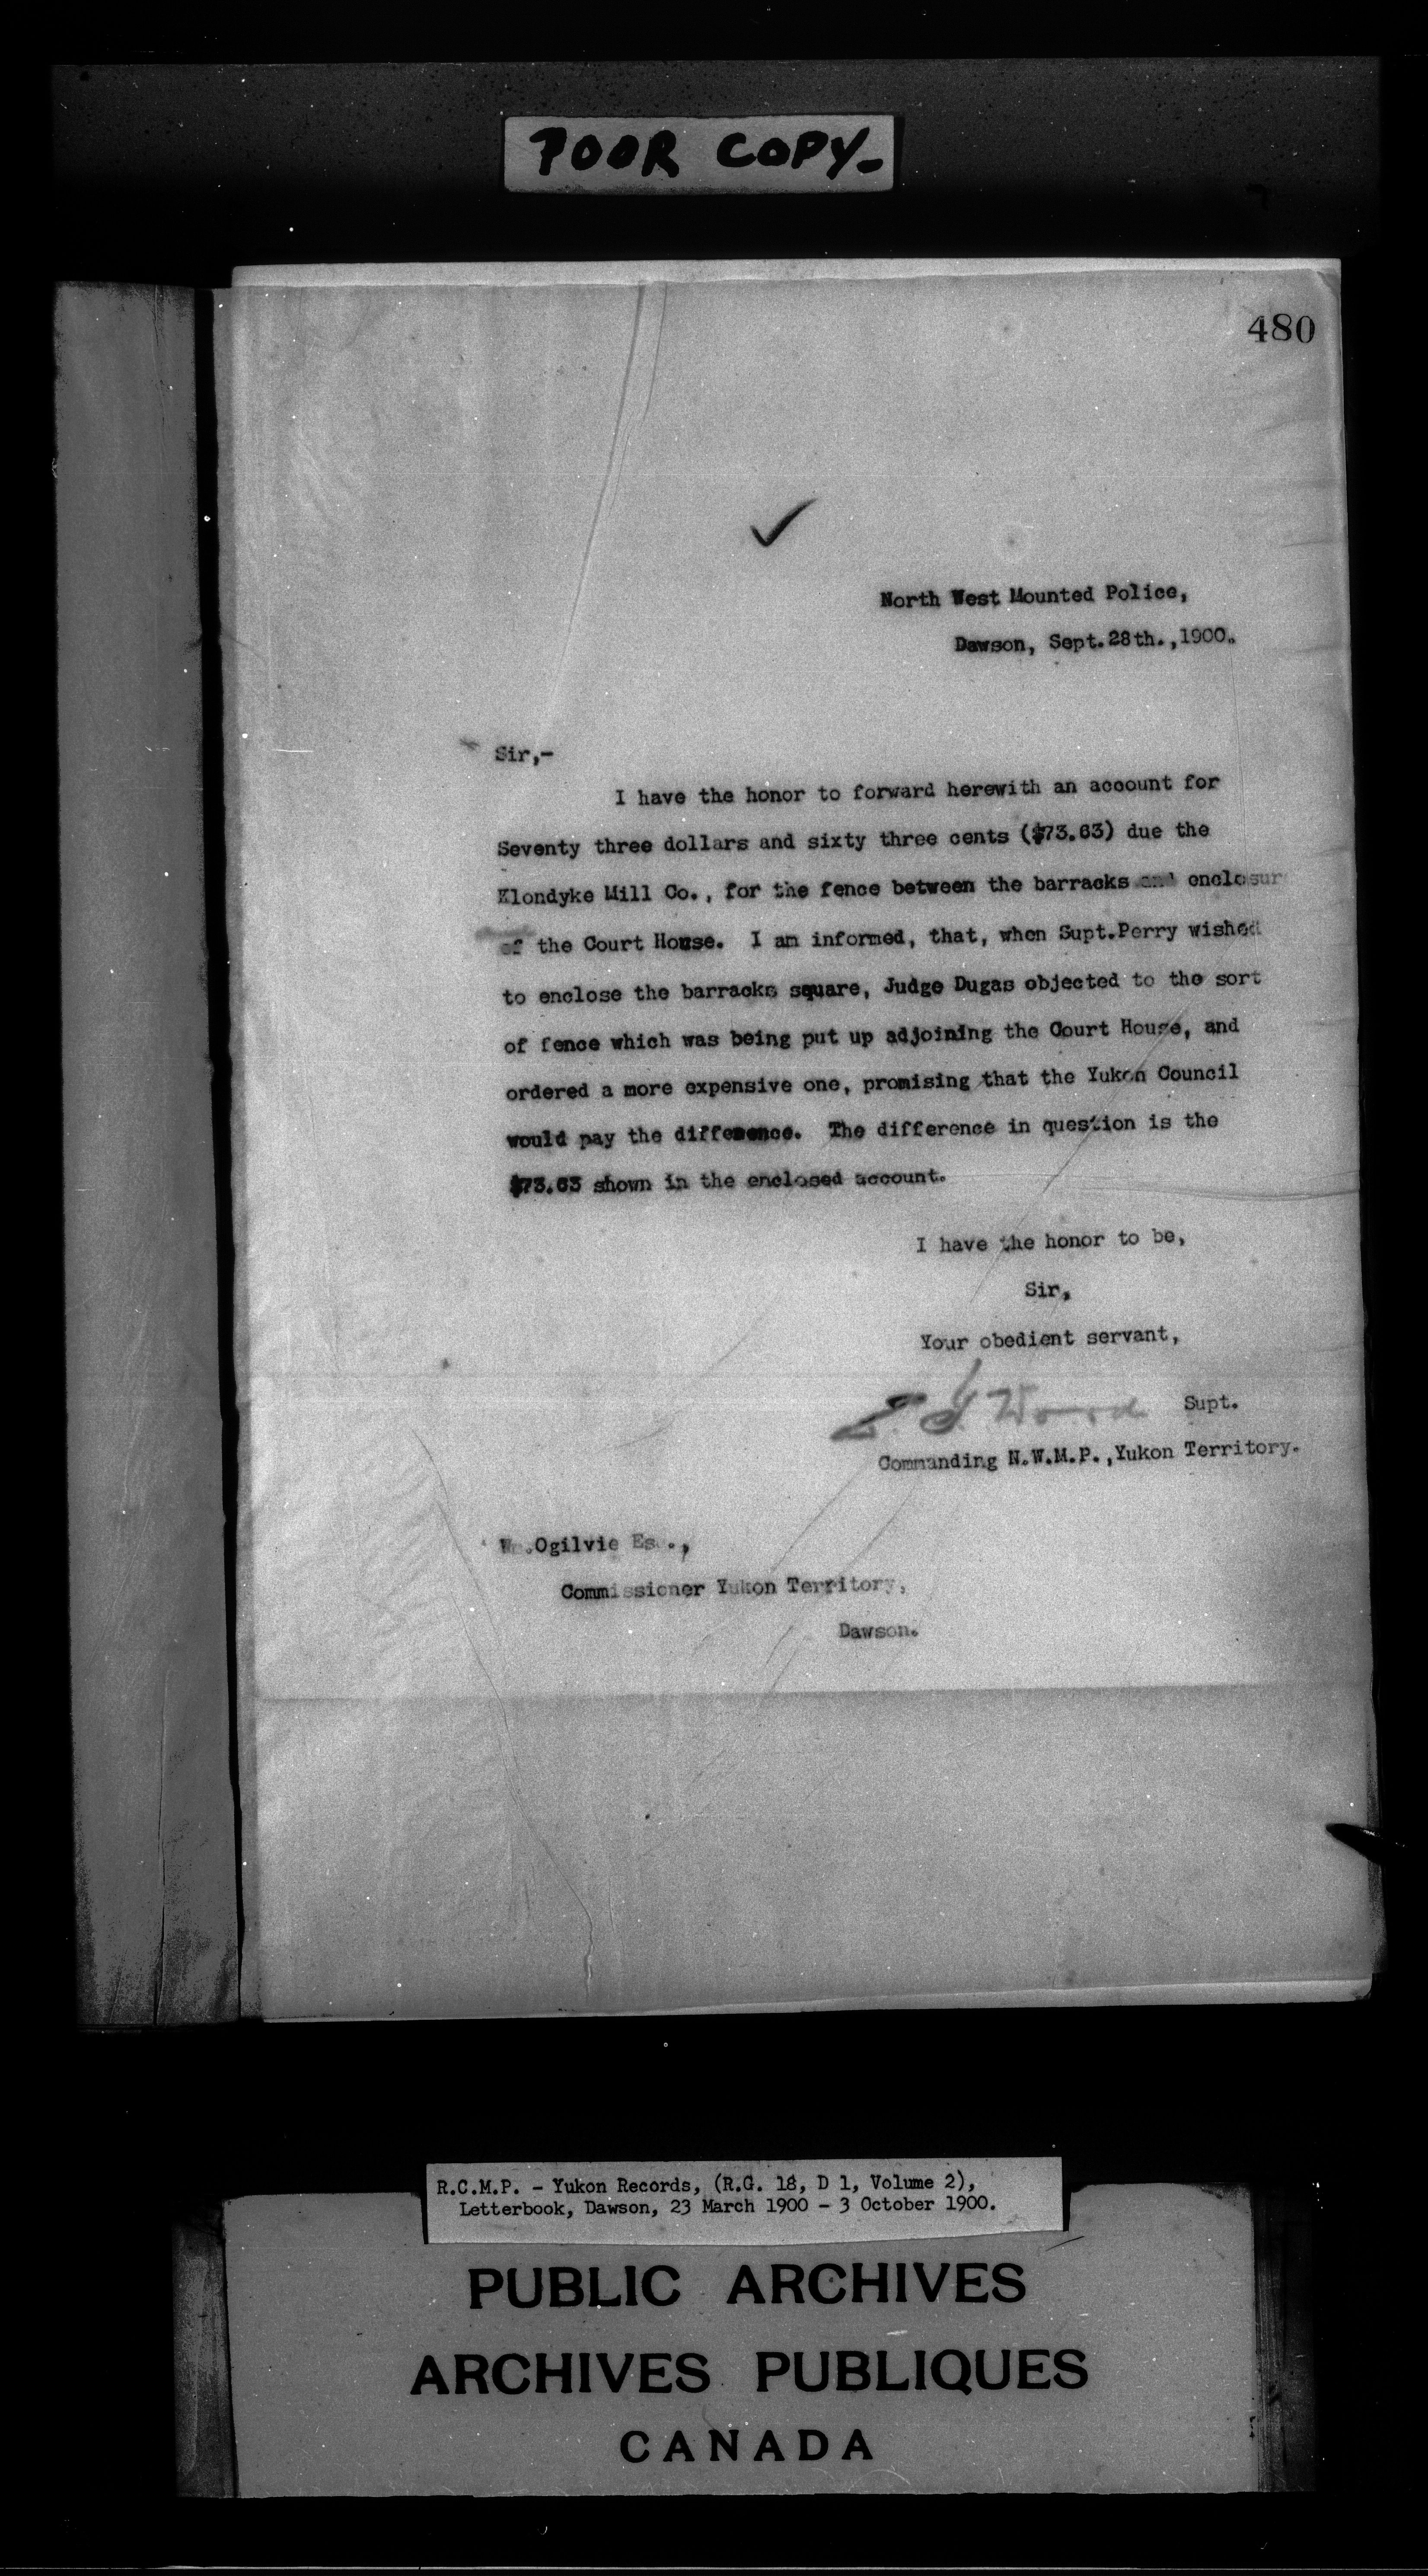 POOR COPY-
480
North West Mounted Police,
Dawson, Sept.28th.,1900.
Sir,-
I have the honor to forward herewith an account for
Seventy three dollars and sixty three cents ($73.63) due the
Klondyke Mill Co., for the fence between the barracks and enclosur
of the Court House. I am informed, that, when Supt.Perry wished
to enclose the barracks square, Judge Dugas objected to the sort
of fence which was being put up adjoining the Court House, and
ordered a more expensive one, promising that the Yukon Council
would pay the difference. The difference in question is the
$73.63 shown in the enclosed account.
I have the honor to be,
Sir,
Your obedient servant,
Z. T. Wood Supt.
Commanding N.W.M.P.,Yukon Territory.
Wm.Ogilvie Esq.,
Commissioner Yukon Territory,
Dawson.
R.C.M.P. - Yukon Records, (R.G. 18, D 1, Volume 2),
Letterbook, Dawson, 23 March 1900 - 3 October 1900.
PUBLIC ARCHIVES
ARCHIVES PUBLIQUES
CANADA